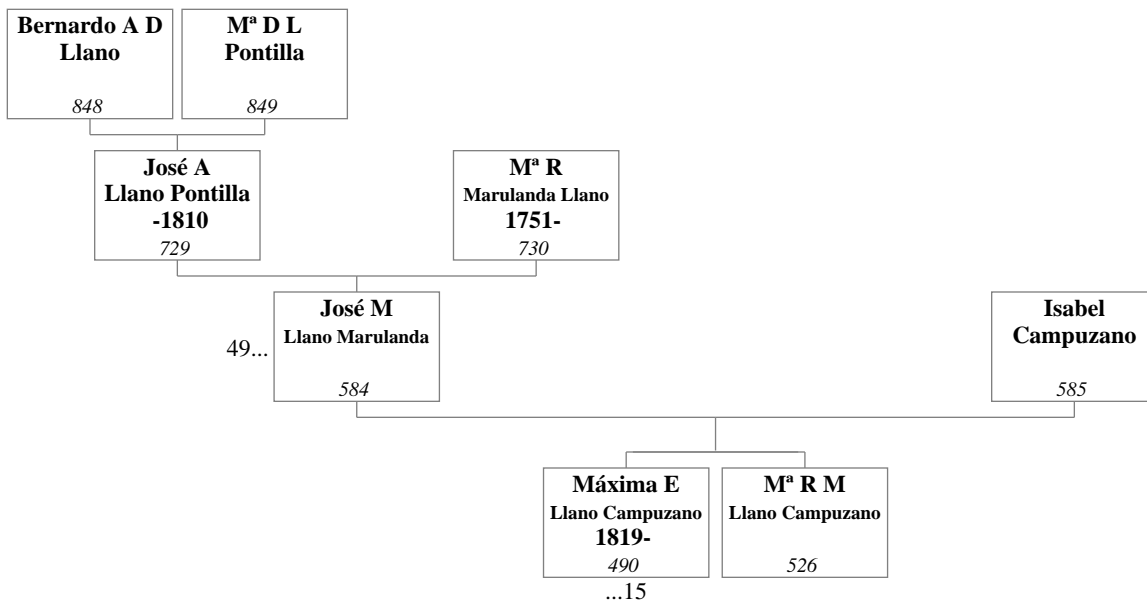 Bernardo A D
Llano
848
Mª D L
Pontilla
849
José A
Llano Pontilla
-1810
729
Mª R
Marulanda Llano
1751-
730
49...
José M
Llano Marulanda
584
Isabel
Campuzano
585
Máxima E
Llano Campuzano
1819-
490
...15
Mª R M
Llano Campuzano
526